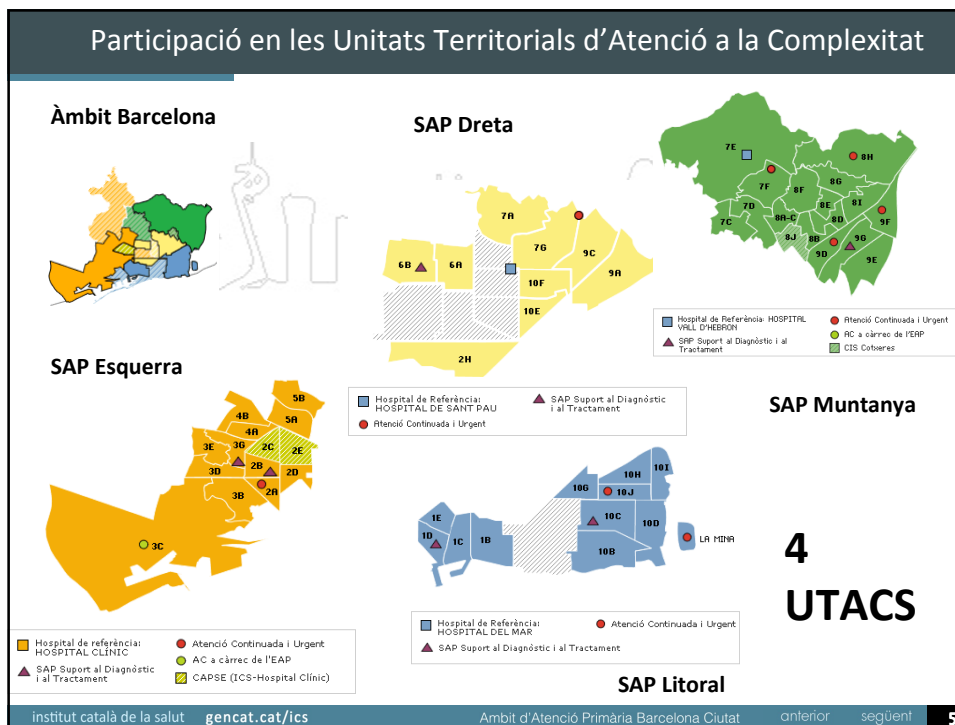 Participació en les Unitats Territorials d'Atenció a la Complexitat
Àmbit Barcelona
SAP Dreta
7A
7G
9C
9A
6B
6A
10F
10E
2H
Hospital de Referència:
HOSPITAL DE SANT PAU
SAP Suport al Diagnòstic
i al Tractament
Atenció Continuada i Urgent
7E
8H
7F
8F
8G
8E
8I
7D
7C
8A-C
8D
9F
8J
8B
9G
9D
9E
Hospital de Referència: HOSPITAL
VALL D'HEBRON
SAP Suport al Diagnòstic i al
Tractament
Atenció Continuada i Urgent
AC a càrrec de l'EAP
CIS Cotxeres
SAP Muntanya
SAP Esquerra
5B
4B
5A
4A
3E
3G
2C
2E
3D
2B
2D
3B
2A
3C
Hospital de referència:
HOSPITAL CLÍNIC
SAP Suport al Diagnòstic
i al Tractament
Atenció Continuada i Urgent
AC a càrrec de l'EAP
CAPSE (ICS-Hospital Clínic)
10I
10H
10G
10J
1E
10C
10D
1D
1C
1B
10B
LA MINA
Hospital de Referència:
HOSPITAL DEL MAR
Atenció Continuada i Urgent
SAP Suport al Diagnòstic i al Tractament
SAP Litoral
4
UTACS
institut català de la salut gencat.cat/ics
Ambit d'Atenció Primària Barcelona Ciutat
anterior
següent
5